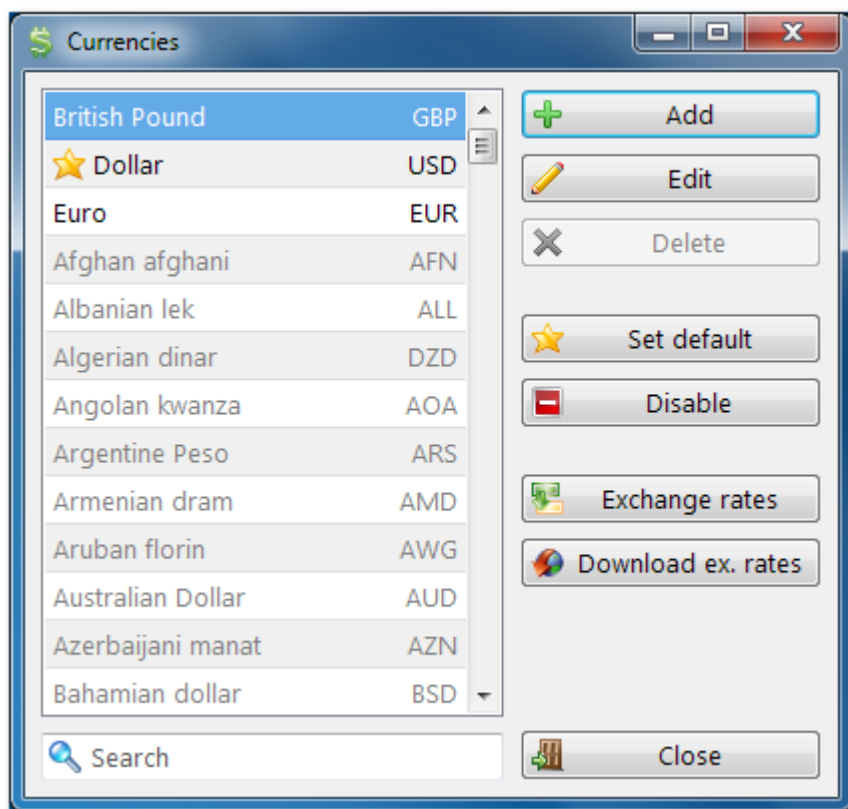 Currencies
British Pound GBP
Dollar USD
Euro EUR
Afghan afghani AFN
Albanian lek ALL
Algerian dinar DZD
Angolan kwanza AOA
Argentine Peso ARS
Armenian dram AMD
Aruban florin AWG
Australian Dollar AUD
Azerbaijani manat AZN
Bahamian dollar BSD
Search
Add
Edit
Delete
Set default
Disable
Exchange rates
Download ex. rates
Close